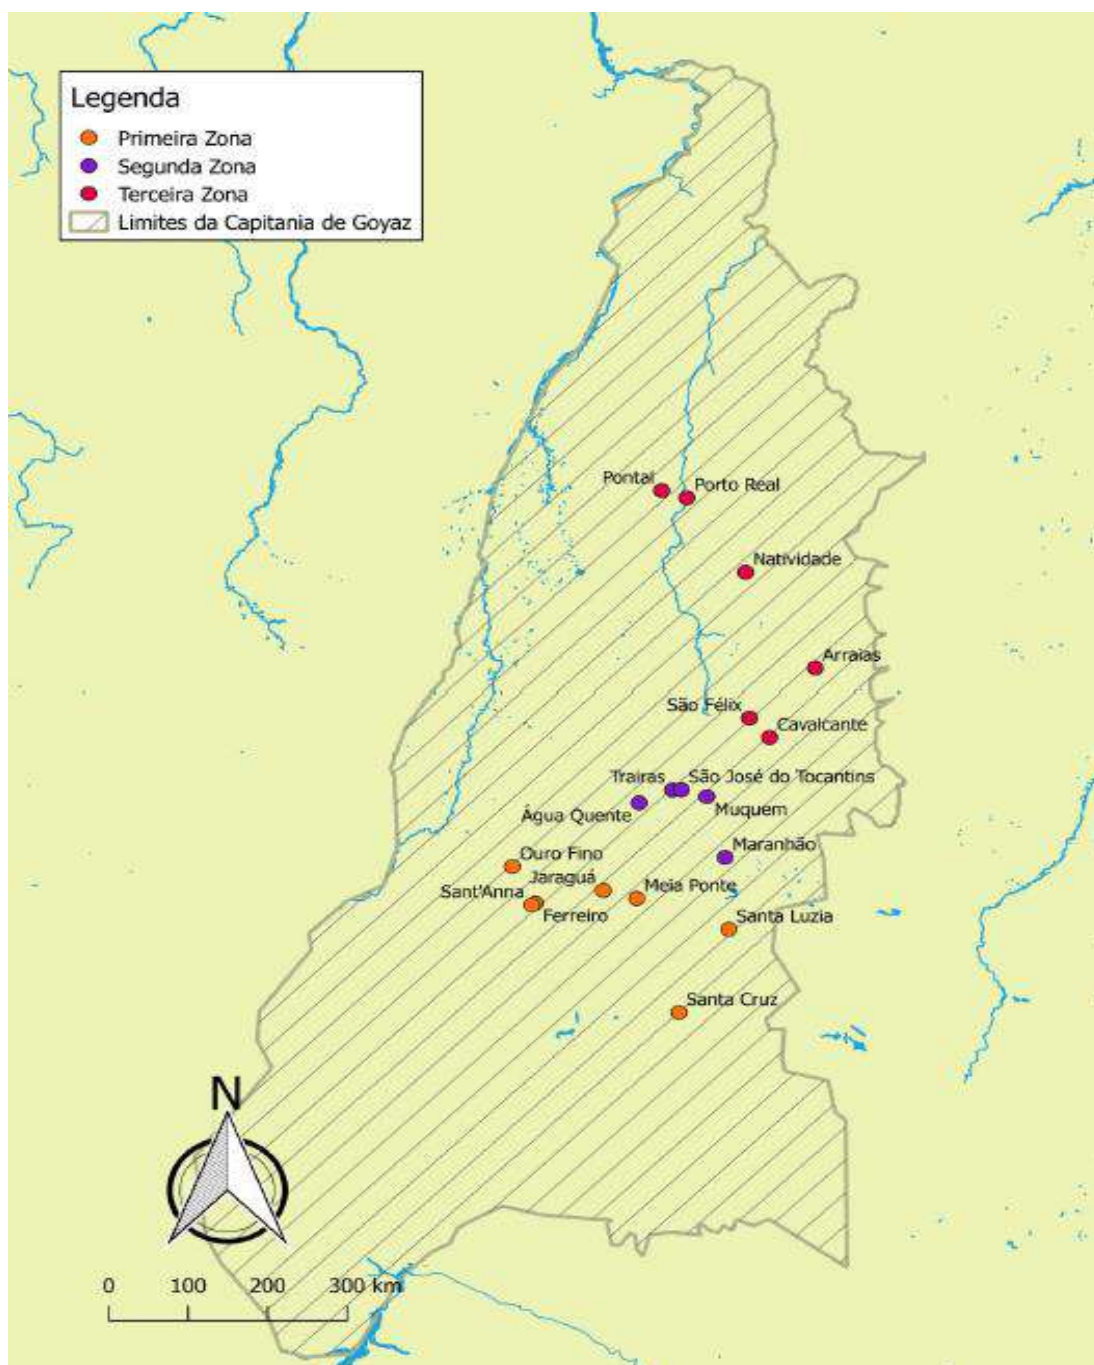 Legenda
Primeira Zona
Segunda Zona
Terceira Zona
Limites da Capitania de Goyaz
Pontal
Porto Real
Natividade
Arraias
São Félix
Cavalcante
Trairas
São José do Tocantins
Água Quente
Muquem
Maranhão
Ouro Fino
Jaraguá
Sant'Anna
Meia Ponte
Ferreiro
Santa Luzia
Santa Cruz
N
0 100 200 300 km